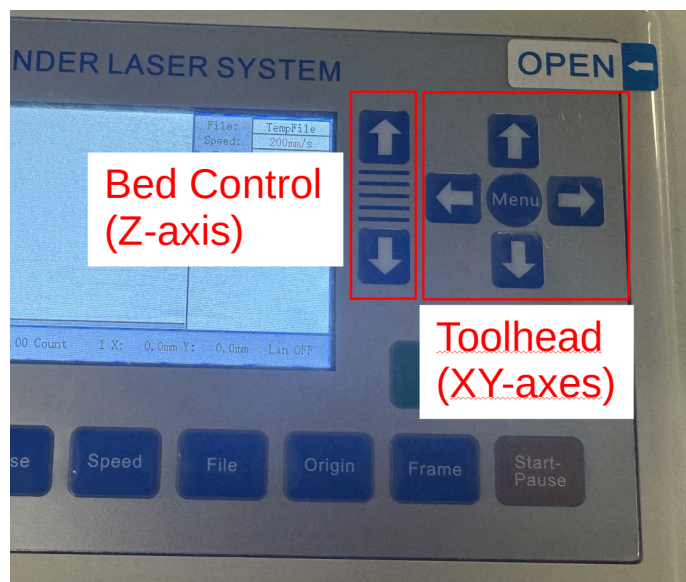 NDER LASER SYSTEM
OPEN
File: TempFile
Speed: 200mm/s
Bed Control
(Z-axis)
Menu
Toolhead
(XY-axes)
00 Count 1 X: 0.0mm Y: 0.0mm Lan OFF
se Speed File Origin Frame Start-
Pause